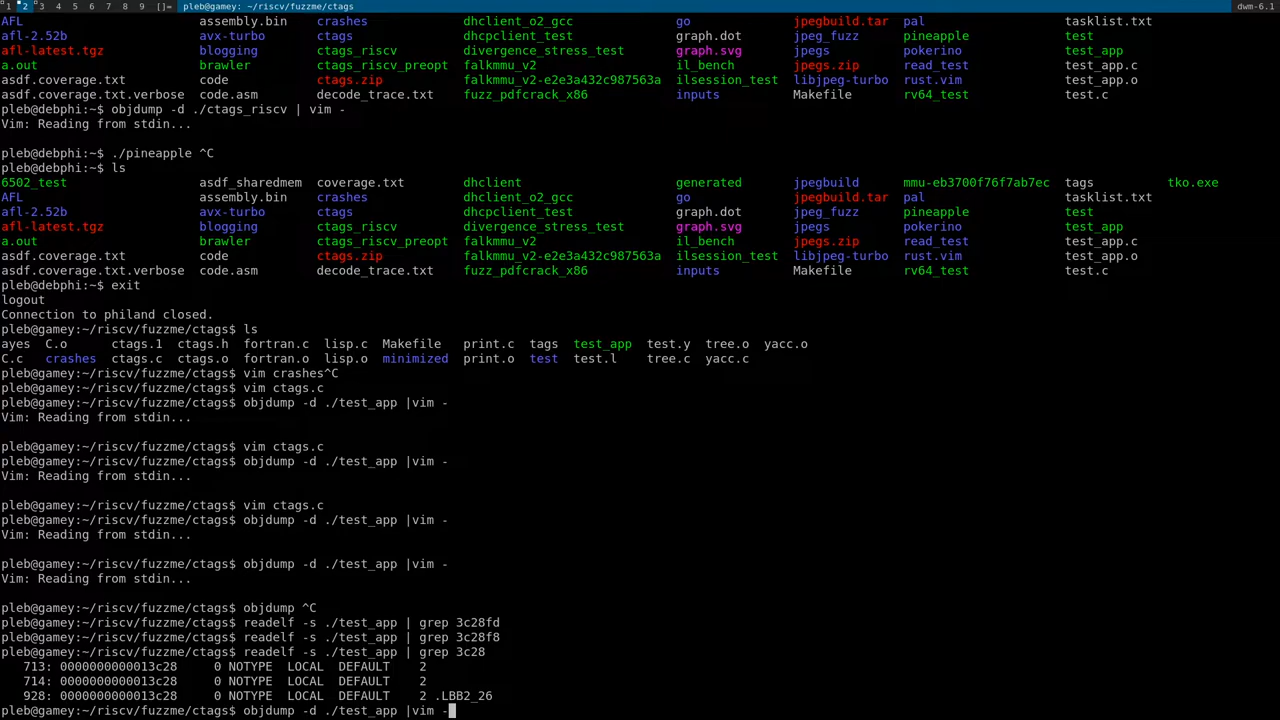 1 2 3 4 5 6 7 8 9 []= pleb@gamey: ~/riscv/fuzzme/ctags dwm-6.1
AFL assembly.bin crashes dhclient_o2_gcc go jpegbuild.tar pal tasklist.txt
afl-2.52b avx-turbo ctags dhcpclient_test graph.dot jpeg_fuzz pineapple test
afl-latest.tgz blogging ctags_riscv divergence_stress_test graph.svg jpegs pokerino test_app
a.out brawler ctags_riscv_preopt falkmmu_v2 il_bench jpegs.zip read_test test_app.c
asdf.coverage.txt code ctags.zip falkmmu_v2-e2e3a432c987563a ilsession_test libjpeg-turbo rust.vim test_app.o
asdf.coverage.txt.verbose code.asm decode_trace.txt fuzz_pdfcrack_x86 inputs Makefile rv64_test test.c
pleb@debphi:~$ objdump -d ./ctags_riscv | vim -
Vim: Reading from stdin...
pleb@debphi:~$ ./pineapple ^C
pleb@debphi:~$ ls
6502_test asdf_sharedmem coverage.txt dhclient generated jpegbuild mmu-eb3700f76f7ab7ec tags tko.exe
AFL assembly.bin crashes dhclient_o2_gcc go jpegbuild.tar pal tasklist.txt
afl-2.52b avx-turbo ctags dhcpclient_test graph.dot jpeg_fuzz pineapple test
afl-latest.tgz blogging ctags_riscv divergence_stress_test graph.svg jpegs pokerino test_app
a.out brawler ctags_riscv_preopt falkmmu_v2 il_bench jpegs.zip read_test test_app.c
asdf.coverage.txt code ctags.zip falkmmu_v2-e2e3a432c987563a ilsession_test libjpeg-turbo rust.vim test_app.o
asdf.coverage.txt.verbose code.asm decode_trace.txt fuzz_pdfcrack_x86 inputs Makefile rv64_test test.c
pleb@debphi:~$ exit
logout
Connection to philand closed.
pleb@gamey:~/riscv/fuzzme/ctags$ ls
ayes C.o ctags.1 ctags.h fortran.c lisp.c Makefile print.c tags test_app test.y tree.o yacc.o
C.c crashes ctags.c ctags.o fortran.o lisp.o minimized print.o test test.l tree.c yacc.c
pleb@gamey:~/riscv/fuzzme/ctags$ vim crashes^C
pleb@gamey:~/riscv/fuzzme/ctags$ vim ctags.c
pleb@gamey:~/riscv/fuzzme/ctags$ objdump -d ./test_app |vim -
Vim: Reading from stdin...
pleb@gamey:~/riscv/fuzzme/ctags$ vim ctags.c
pleb@gamey:~/riscv/fuzzme/ctags$ objdump -d ./test_app |vim -
Vim: Reading from stdin...
pleb@gamey:~/riscv/fuzzme/ctags$ vim ctags.c
pleb@gamey:~/riscv/fuzzme/ctags$ objdump -d ./test_app |vim -
Vim: Reading from stdin...
pleb@gamey:~/riscv/fuzzme/ctags$ objdump -d ./test_app |vim -
Vim: Reading from stdin...
pleb@gamey:~/riscv/fuzzme/ctags$ objdump ^C
pleb@gamey:~/riscv/fuzzme/ctags$ readelf -s ./test_app | grep 3c28fd
pleb@gamey:~/riscv/fuzzme/ctags$ readelf -s ./test_app | grep 3c28f8
pleb@gamey:~/riscv/fuzzme/ctags$ readelf -s ./test_app | grep 3c28
713: 0000000000013c28 0 NOTYPE LOCAL DEFAULT 2
714: 0000000000013c28 0 NOTYPE LOCAL DEFAULT 2
928: 0000000000013c28 0 NOTYPE LOCAL DEFAULT 2 .LBB2_26
pleb@gamey:~/riscv/fuzzme/ctags$ objdump -d ./test_app |vim -